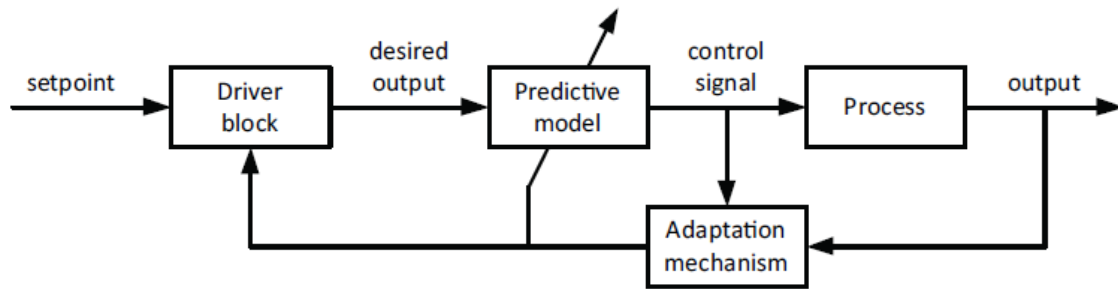 setpoint
Driver
block
desired
output
Predictive
model
control
signal
Process
output
Adaptation
mechanism